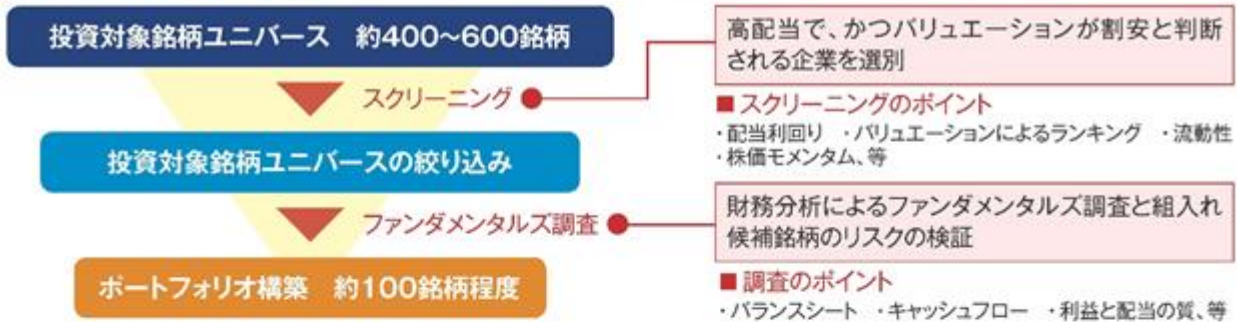 投資対象銘柄ユニバース 約400～600銘柄
スクリーニング
高配当で、かつバリュエーションが割安と判断
される企業を選別
■ スクリーニングのポイント
・配当利回り ・バリュエーションによるランキング ・流動性
・株価モメンタム、等
投資対象銘柄ユニバースの絞り込み
ファンダメンタルズ調査
財務分析によるファンダメンタルズ調査と組入れ
候補銘柄のリスクの検証
■ 調査のポイント
・バランスシート ・キャッシュフロー ・利益と配当の質、等
ポートフォリオ構築 約100銘柄程度